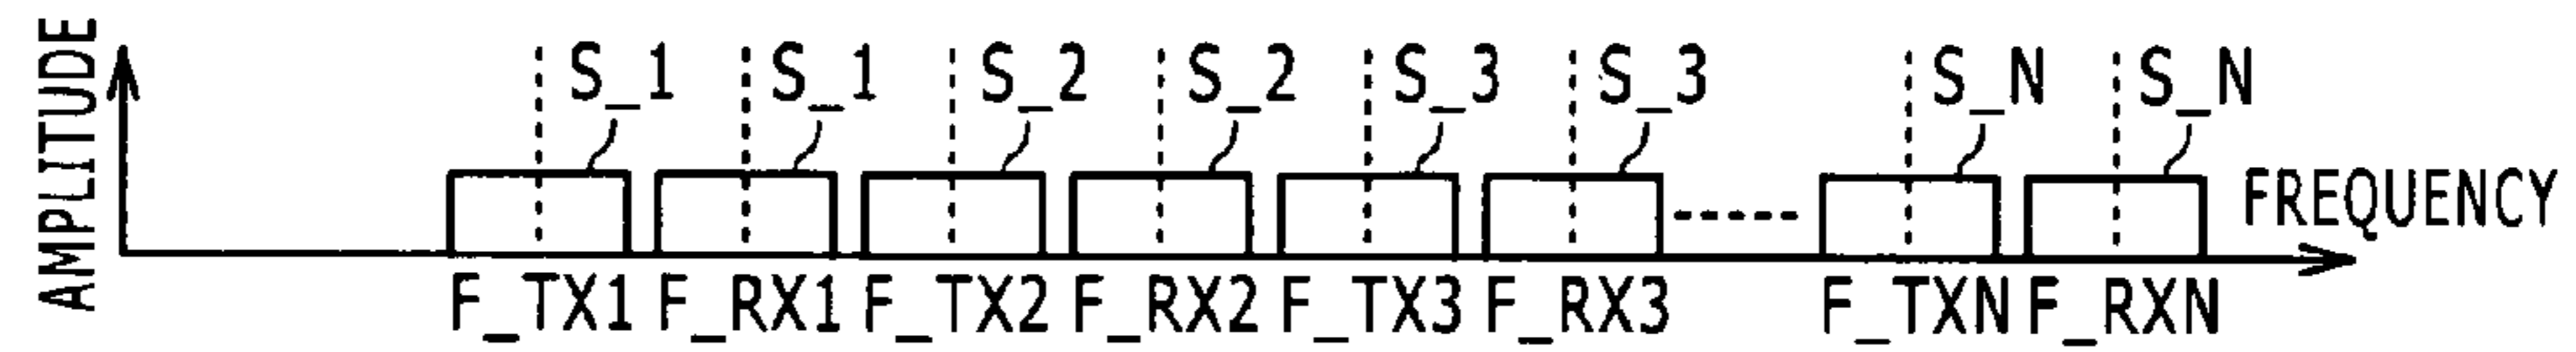 AMPLITUDE
S_1 S_1 S_2 S_2 S_3 S_3 S_N S_N
FREQUENCY
F_TX1 F_RX1 F_TX2 F_RX2 F_TX3 F_RX3 F_TXN F_RXN